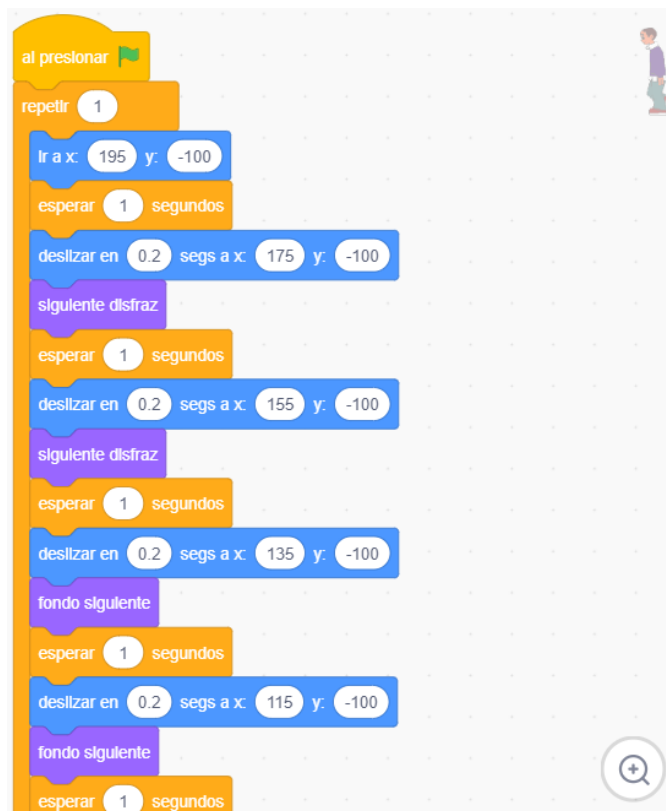 al presionar
repetir 1
ir a x: 195 y: -100
esperar 1 segundos
deslizar en 0.2 segs a x: 175 y: -100
siguiente disfraz
esperar 1 segundos
deslizar en 0.2 segs a x: 155 y: -100
siguiente disfraz
esperar 1 segundos
deslizar en 0.2 segs a x: 135 y: -100
fondo siguiente
esperar 1 segundos
deslizar en 0.2 segs a x: 115 y: -100
fondo siguiente
esperar 1 segundos